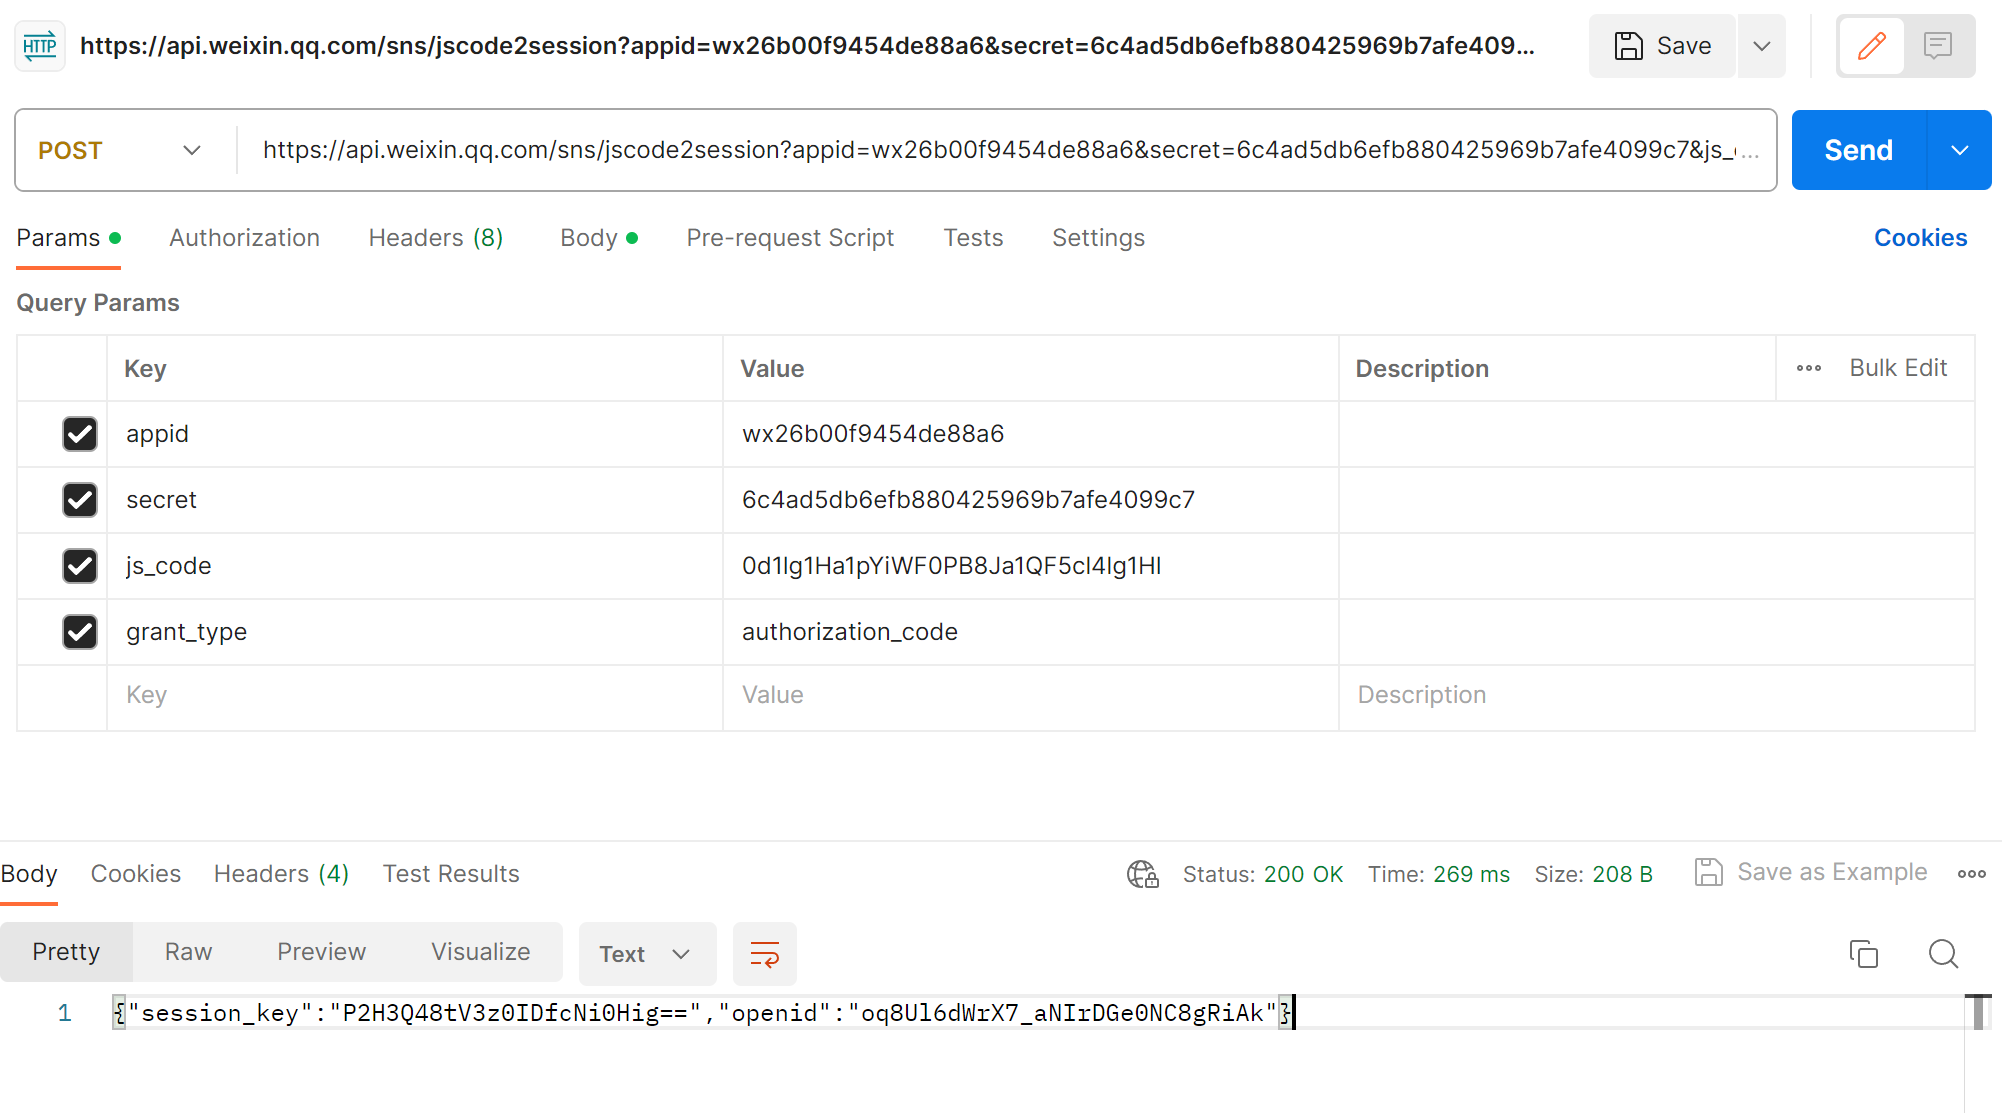 HTTP https://api.weixin.qq.com/sns/jscode2session?appid=wx26b00f9454de88a6&secret=6c4ad5db6efb880425969b7afe409... Save
POST https://api.weixin.qq.com/sns/jscode2session?appid=wx26b00f9454de88a6&secret=6c4ad5db6efb880425969b7afe4099c7&js_... Send
Params Authorization Headers (8) Body Pre-request Script Tests Settings Cookies
Query Params
Key Value Description Bulk Edit
appid wx26b00f9454de88a6
secret 6c4ad5db6efb880425969b7afe4099c7
js_code 0d1Ig1Ha1pYiWF0PB8Ja1QF5cl4Ig1Hl
grant_type authorization_code
Key Value Description
Body Cookies Headers (4) Test Results Status: 200 OK Time: 269 ms Size: 208 B Save as Example
Pretty Raw Preview Visualize Text
1 {"session_key":"P2H3Q48tV3z0IDfcNi0Hig==","openid":"oq8Ul6dWrX7_aNIrDGe0NC8gRiAk"}